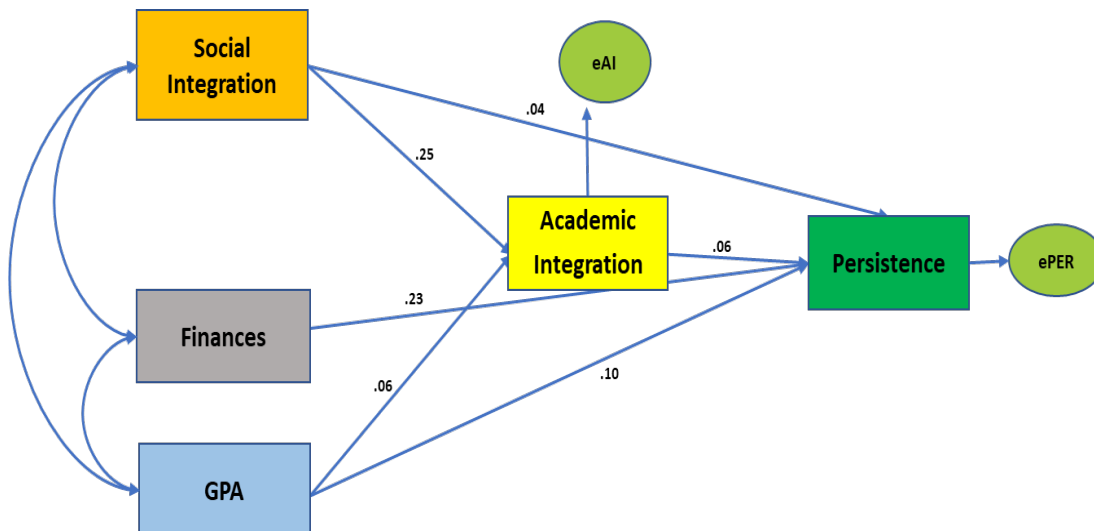 Social
Integration
eAI
.04
.25
Academic
Integration
.06
Persistence
ePER
.23
Finances
.06
.10
GPA